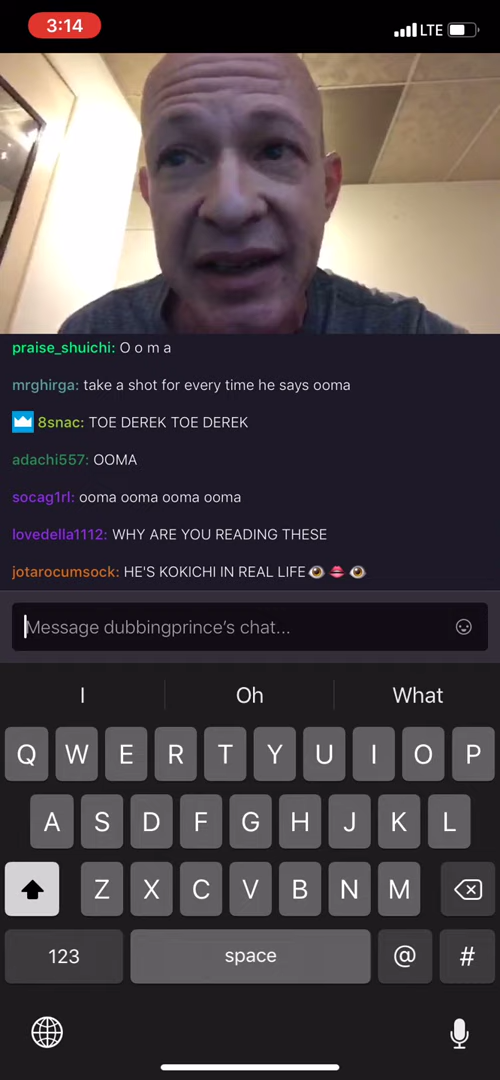 3:14
LTE
praise_shuichi: O o m a
mrghirga: take a shot for every time he says ooma
8snac: TOE DEREK TOE DEREK
adachi557: OOMA
socag1rl: ooma ooma ooma ooma
lovedella1112: WHY ARE YOU READING THESE
jotarocumsock: HE'S KOKICHI IN REAL LIFE👁️👄👁️
Message dubbingprince’s chat...
I Oh What
Q W E R T Y U I O P
A S D F G H J K L
Z X C V B N M
123 space @ #